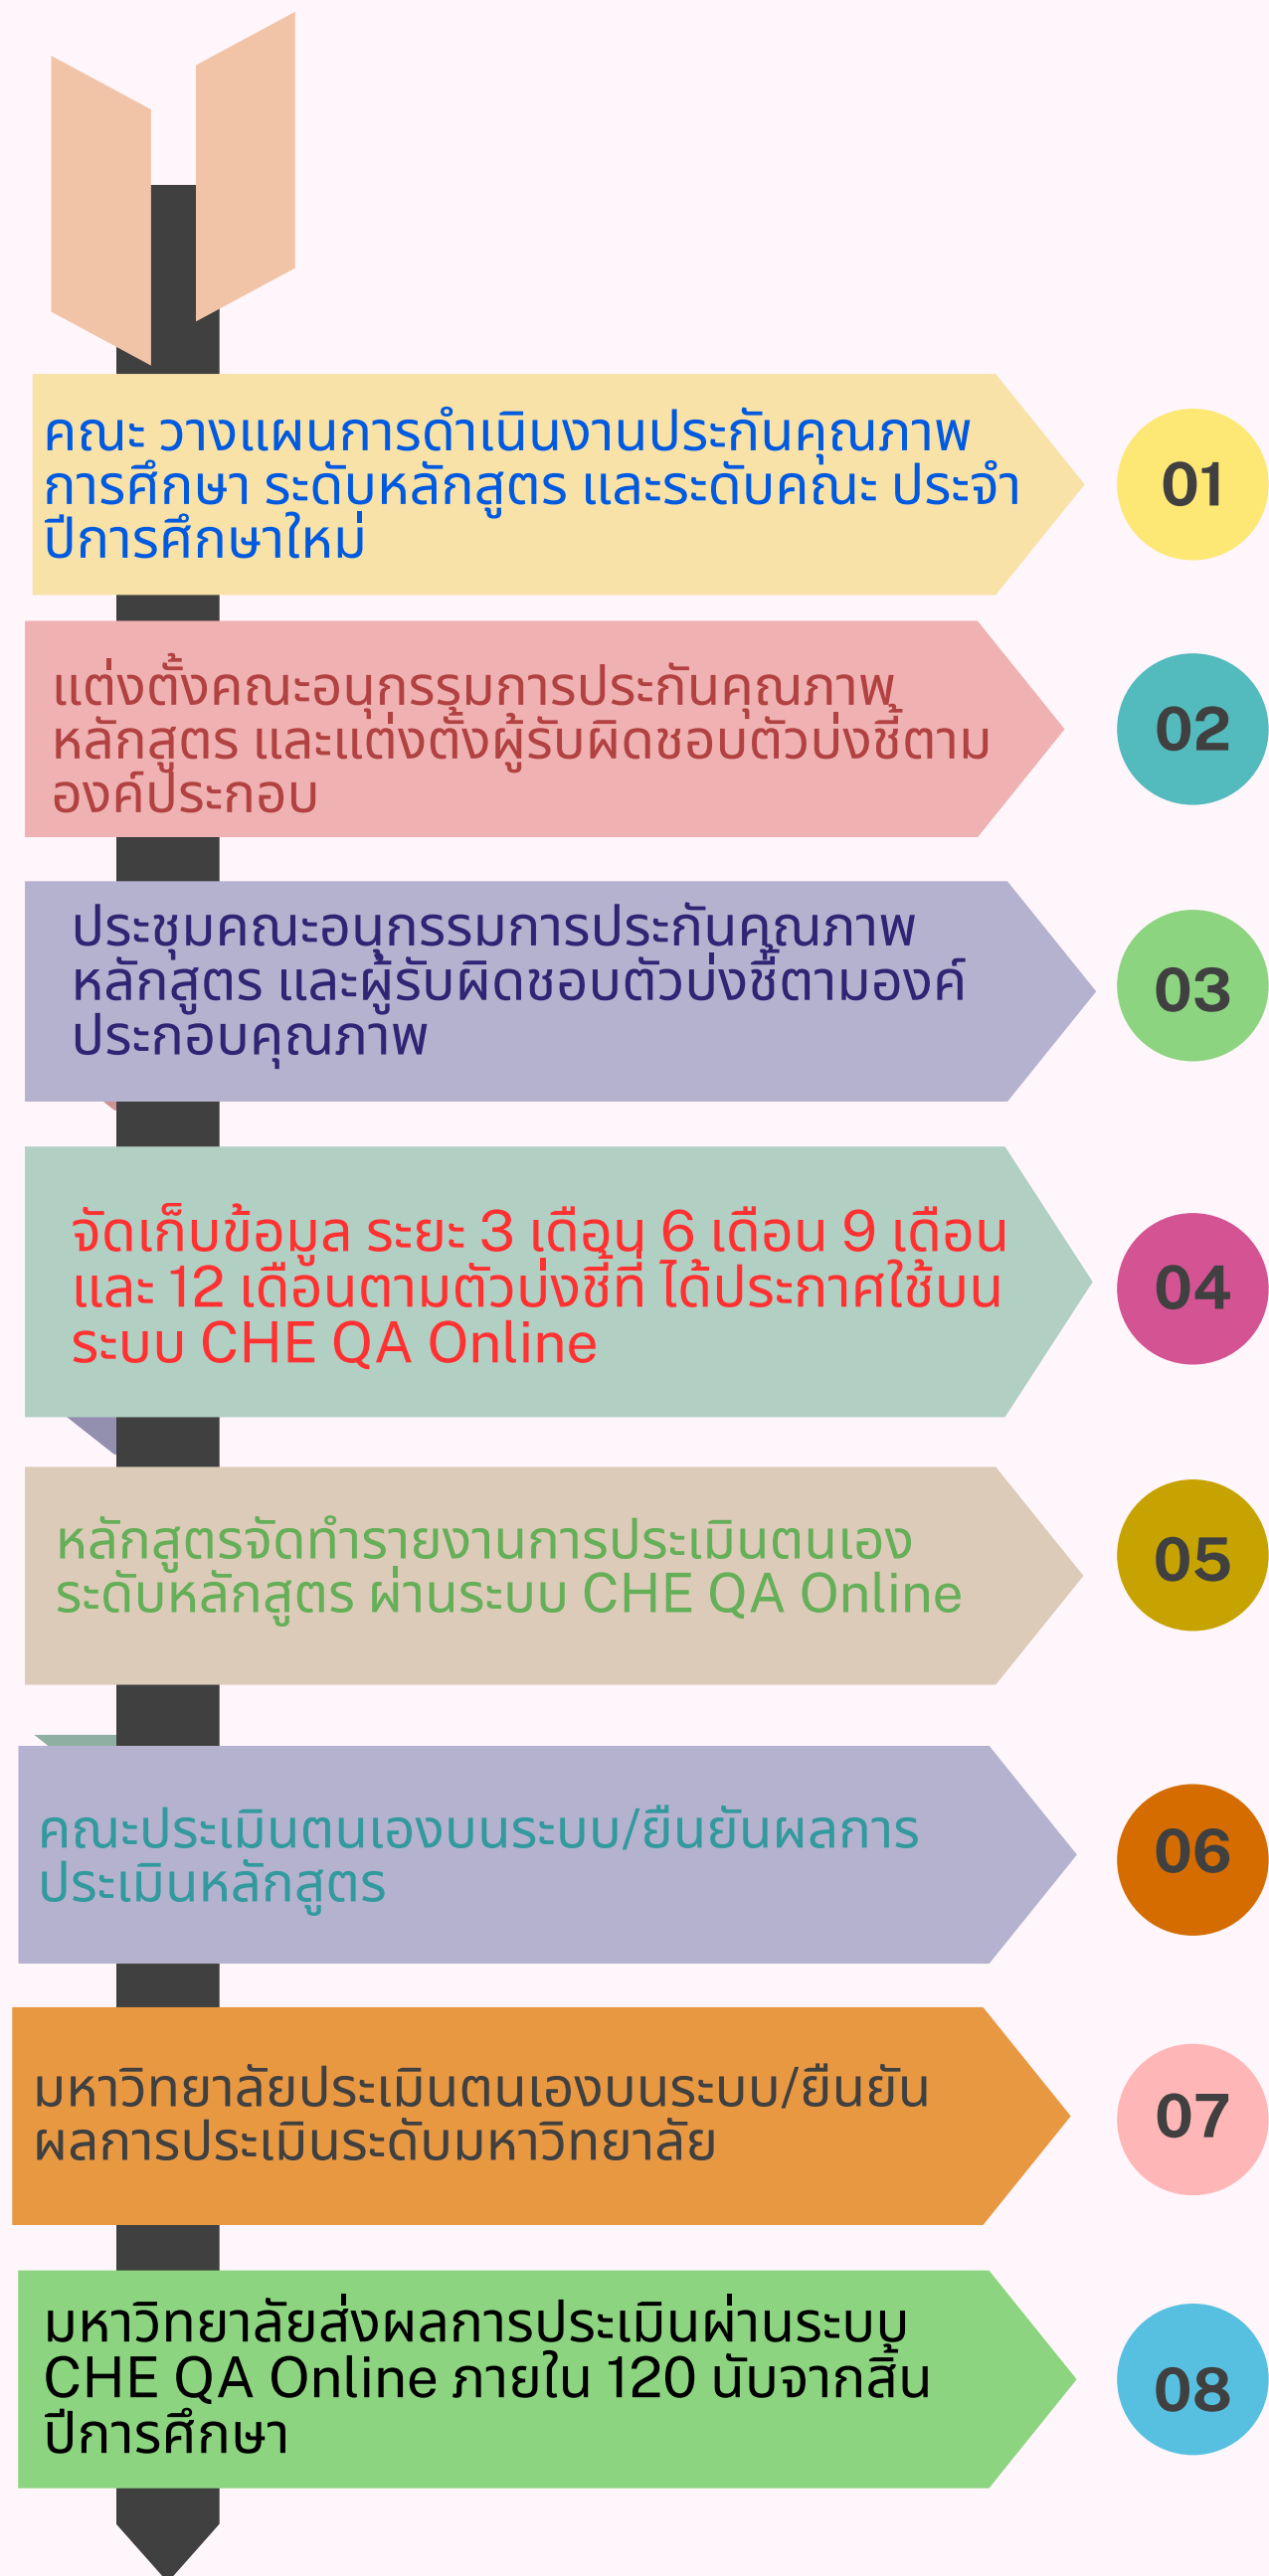 คณะ วางแผนการดำเนินงานประกันคุณภาพ
การศึกษา ระดับหลักสูตร และระดับคณะ ประจำ
ปีการศึกษาใหม่
01
แต่งตั้งคณะอนุกรรมการประกันคุณภาพ
หลักสูตร และแต่งตั้งผู้รับผิดชอบตัวบ่งชี้ตาม
องค์ประกอบ
02
ประชุมคณะอนุกรรมการประกันคุณภาพ
หลักสูตร และผู้รับผิดชอบตัวบ่งชี้ตามองค์
ประกอบคุณภาพ
03
จัดเก็บข้อมูล ระยะ 3 เดือน 6 เดือน 9 เดือน
และ 12 เดือนตามตัวบ่งชี้ที่ ได้ประกาศใช้บน
ระบบ CHE QA Online
04
หลักสูตรจัดทำรายงานการประเมินตนเอง
ระดับหลักสูตร ผ่านระบบ CHE QA Online
05
คณะประเมินตนเองบนระบบ/ยืนยันผลการ
ประเมินหลักสูตร
06
มหาวิทยาลัยประเมินตนเองบนระบบ/ยืนยัน
ผลการประเมินระดับมหาวิทยาลัย
07
มหาวิทยาลัยส่งผลการประเมินผ่านระบบ
CHE QA Online ภายใน 120 นับจากสิ้น
ปีการศึกษา
08